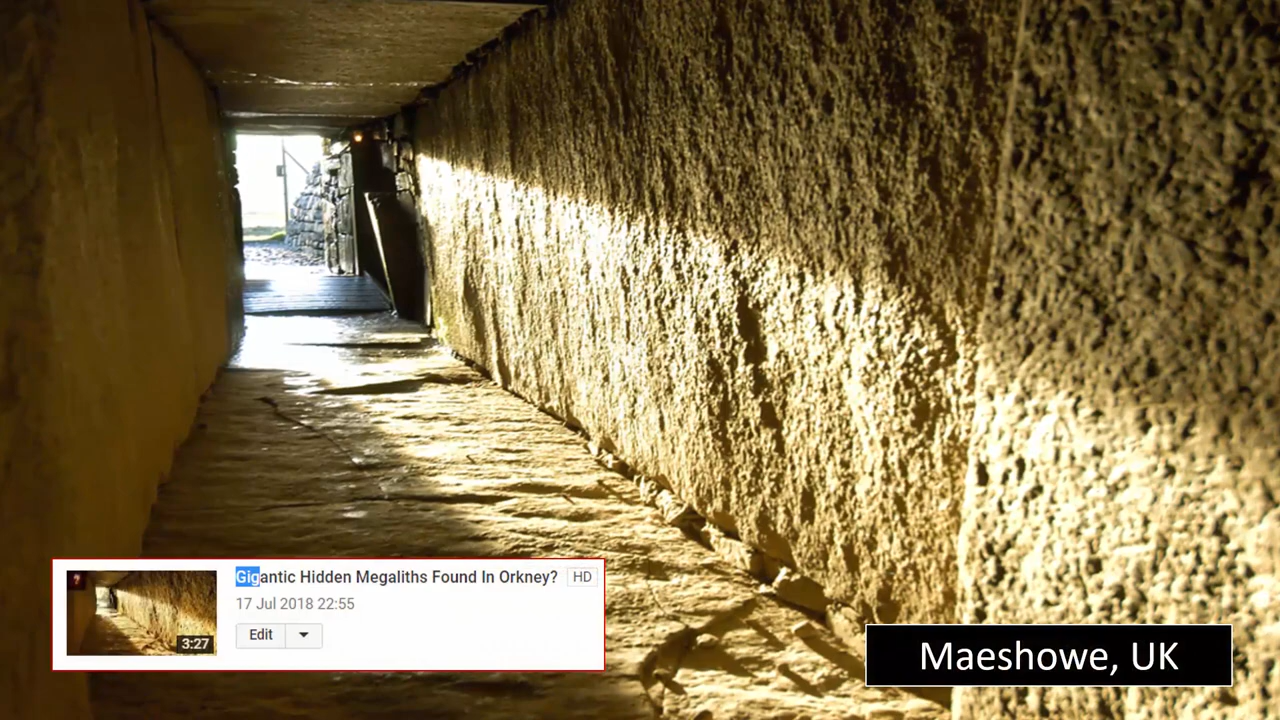 Gigantic Hidden Megaliths Found In Orkney? HD
17 Jul 2018 22:55
3:27
Edit
Maeshowe, UK